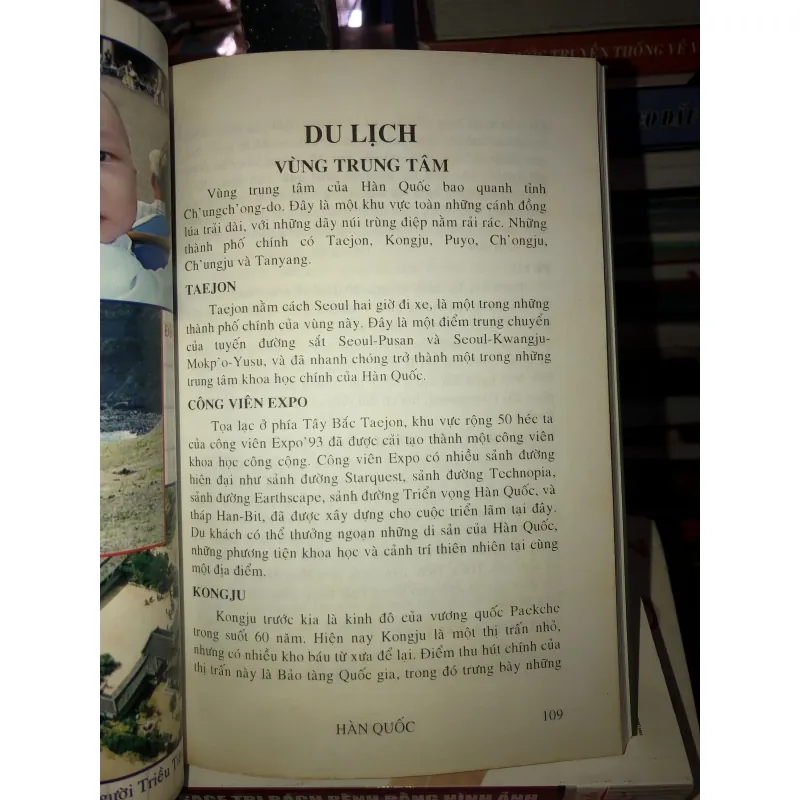 DU LỊCH
VÙNG TRUNG TÂM
Vùng trung tâm của Hàn Quốc bao quanh tỉnh
Ch'ungch'ong-do. Đây là một khu vực toàn những cánh đồng
lúa trải dài, với những dãy núi trùng điệp nằm rải rác. Những
thành phố chính có Taejon, Kongju, Puyo, Ch'ongju,
Ch'ungju và Tanyang.
TAEJON
Taejon nằm cách Seoul hai giờ đi xe, là một trong những
thành phố chính của vùng này. Đây là một điểm trung chuyển
của tuyến đường sắt Seoul-Pusan và Seoul-Kwangju-
Mokp'o-Yusu, và đã nhanh chóng trở thành một trong những
trung tâm khoa học chính của Hàn Quốc.
CÔNG VIÊN EXPO
Tọa lạc ở phía Tây Bắc Taejon, khu vực rộng 50 héc ta
của công viên Expo'93 đã được cải tạo thành một công viên
khoa học công cộng. Công viên Expo có nhiều sảnh đường
hiện đại như sảnh đường Starquest, sảnh đường Technopia,
sảnh đường Earthscape, sảnh đường Triển vọng Hàn Quốc, và
tháp Han-Bit, đã được xây dựng cho cuộc triển lãm tại đây.
Du khách có thể thưởng ngoạn những di sản của Hàn Quốc,
những phương tiện khoa học và cảnh trí thiên nhiên tại cùng
một địa điểm.
KONGJU
Kongju trước kia là kinh đô của vương quốc Paekche
trong suốt 60 năm. Hiện nay Kongju là một thị trấn nhỏ,
nhưng có nhiều kho báu từ xưa để lại. Điểm thu hút chính của
thị trấn này là Bảo tàng Quốc gia, trong đó trưng bày những
HÀN QUỐC
109
TRUYỀN THỐNG VỀ
người Triều